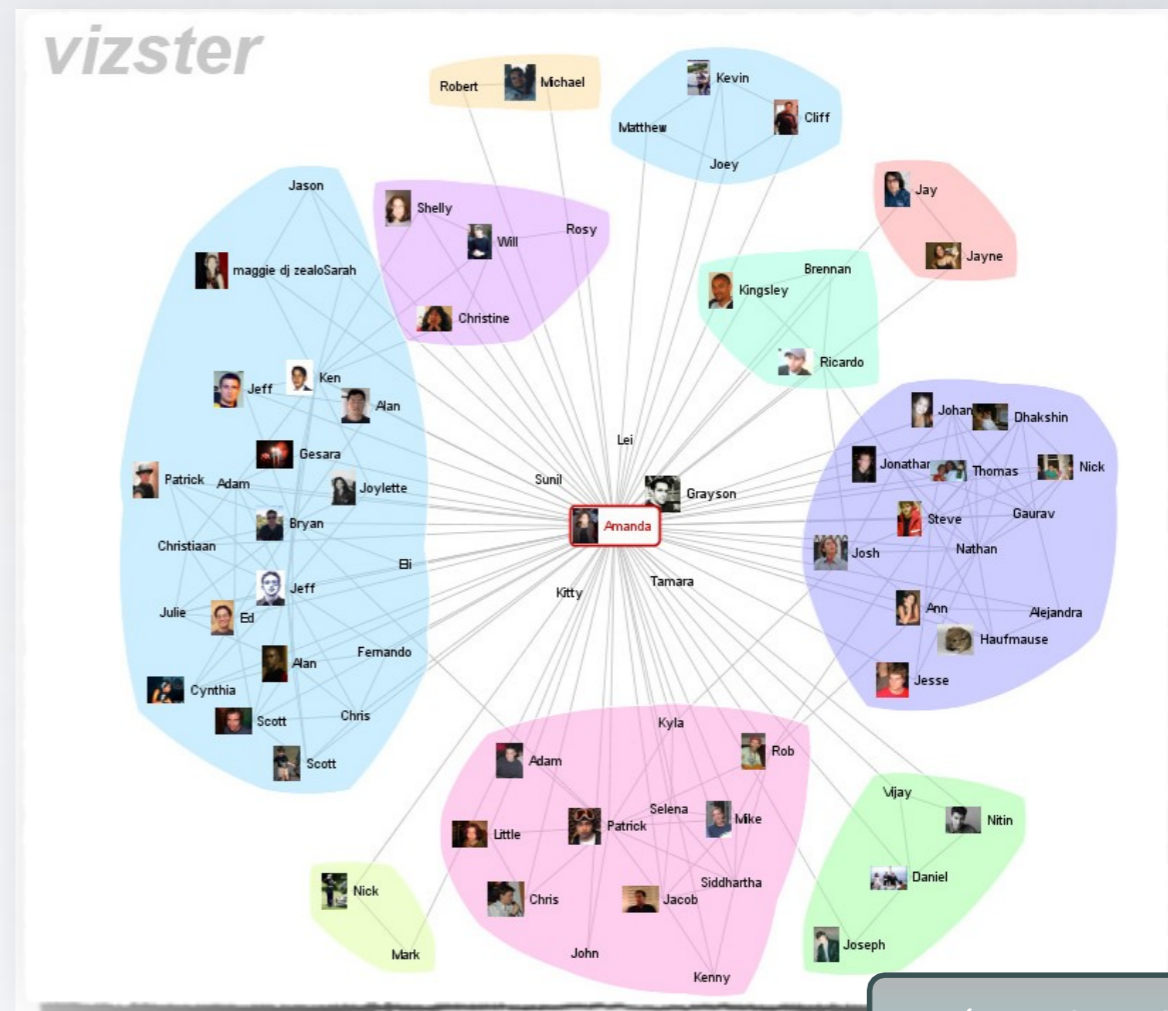 vizster
Robert
Michael
Kevin
Cliff
Matthew
Joey
Jason
Shelly
Will
Rosy
Jay
Jayne
maggie dj zealoSarah
Christine
Brennan
Kingsley
Ricardo
Jeff
Ken
Alan
Gesara
Patrick
Adam
Joylette
Bryan
Christiaan
Eli
Jeff
Julie
Ed
Alan
Fernando
Cynthia
Scott
Chris
Scott
Lei
Sunil
Grayson
Amanda
Kitty
Tamara
Johan
Dhakshin
Jonathar
Thomas
Nick
Steve
Gaurav
Josh
Nathan
Ann
Alejandra
Haufmause
Jesse
Kyla
Adam
Rob
Little
Patrick
Selena
Mike
Chris
Jacob
Siddhartha
John
Kenny
Vijay
Nitin
Daniel
Joseph
Nick
Mark